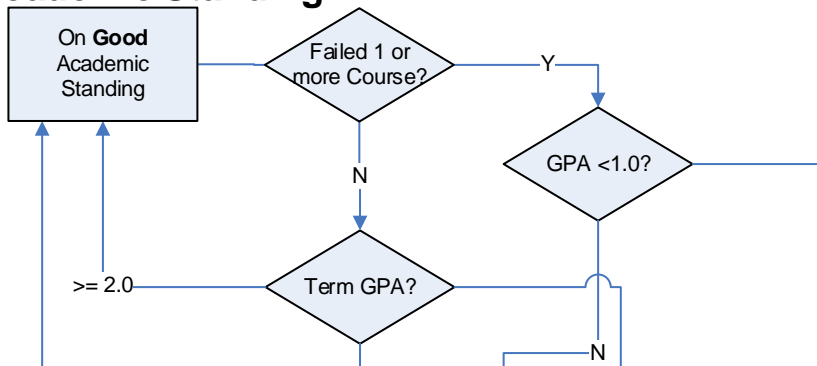 On Good
Academic
Standing
Failed 1 or
more Course?
Y
GPA <1.0?
N
Term GPA?
>= 2.0
N